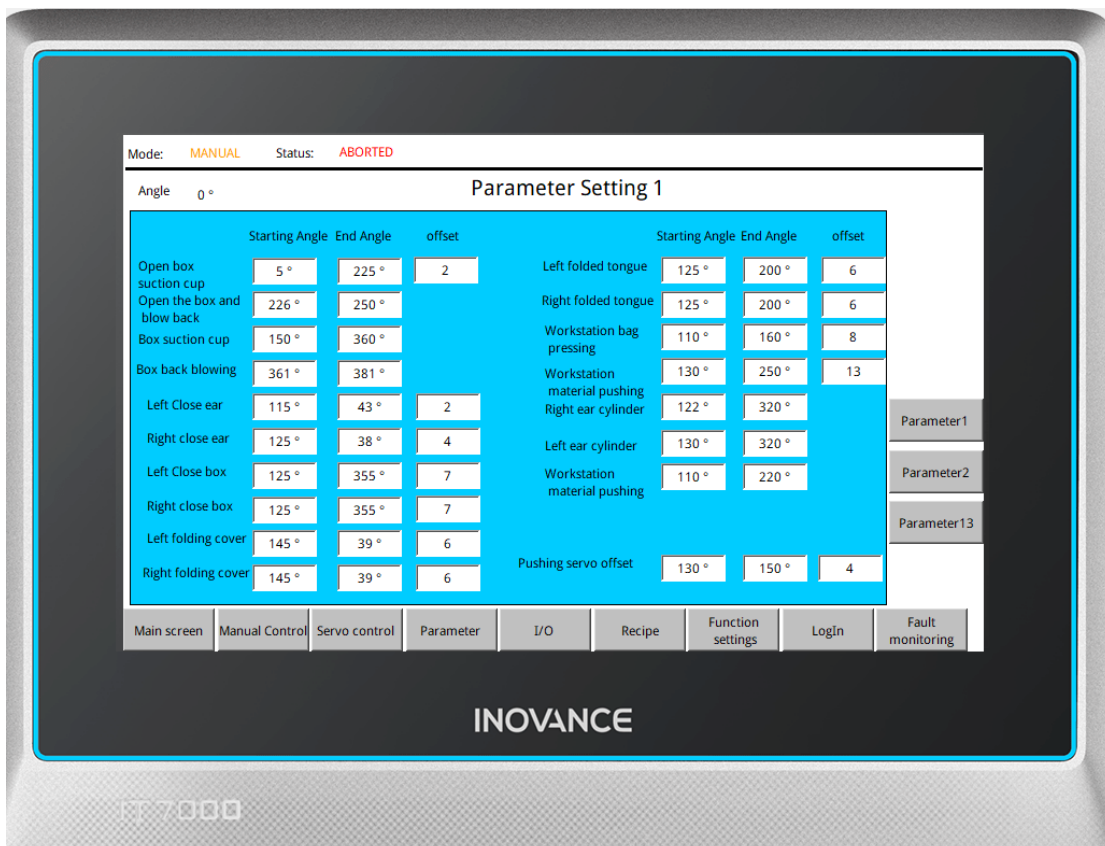 Mode: MANUAL Status: ABORTED
Angle 0 °
Parameter Setting 1
Starting Angle End Angle offset
Open box
suction cup
5 ° 225 ° 2
Open the box and
blow back
226 ° 250 °
Box suction cup 150 ° 360 °
Box back blowing 361 ° 381 °
Left Close ear 115 ° 43 ° 2
Right close ear 125 ° 38 ° 4
Left Close box 125 ° 355 ° 7
Right close box 125 ° 355 ° 7
Left folding cover 145 ° 39 ° 6
Right folding cover 145 ° 39 ° 6
Starting Angle End Angle offset
Left folded tongue 125 ° 200 ° 6
Right folded tongue 125 ° 200 ° 6
Workstation bag
pressing
110 ° 160 ° 8
Workstation
material pushing
130 ° 250 ° 13
Right ear cylinder 122 ° 320 °
Left ear cylinder 130 ° 320 °
Workstation
material pushing
110 ° 220 °
Pushing servo offset 130 ° 150 ° 4
Parameter1
Parameter2
Parameter13
Main screen
Manual Control
Servo control
Parameter
I/O
Recipe
Function
settings
LogIn
Fault
monitoring
INOVANCE
IT7000